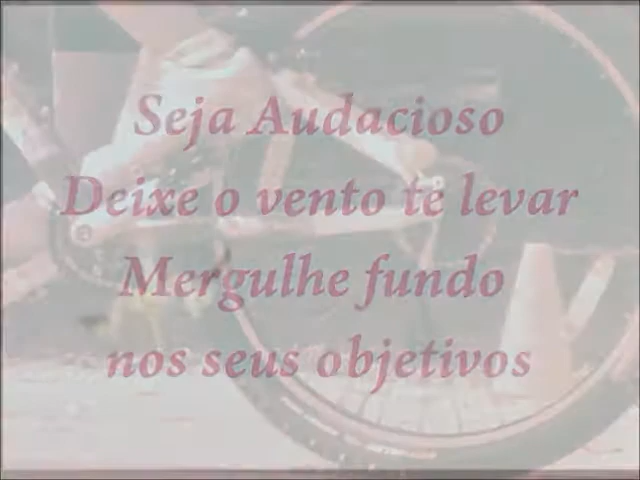 Seja Audacioso
Deixe o vento te levar
Mergulhe fundo
nos seus objetivos